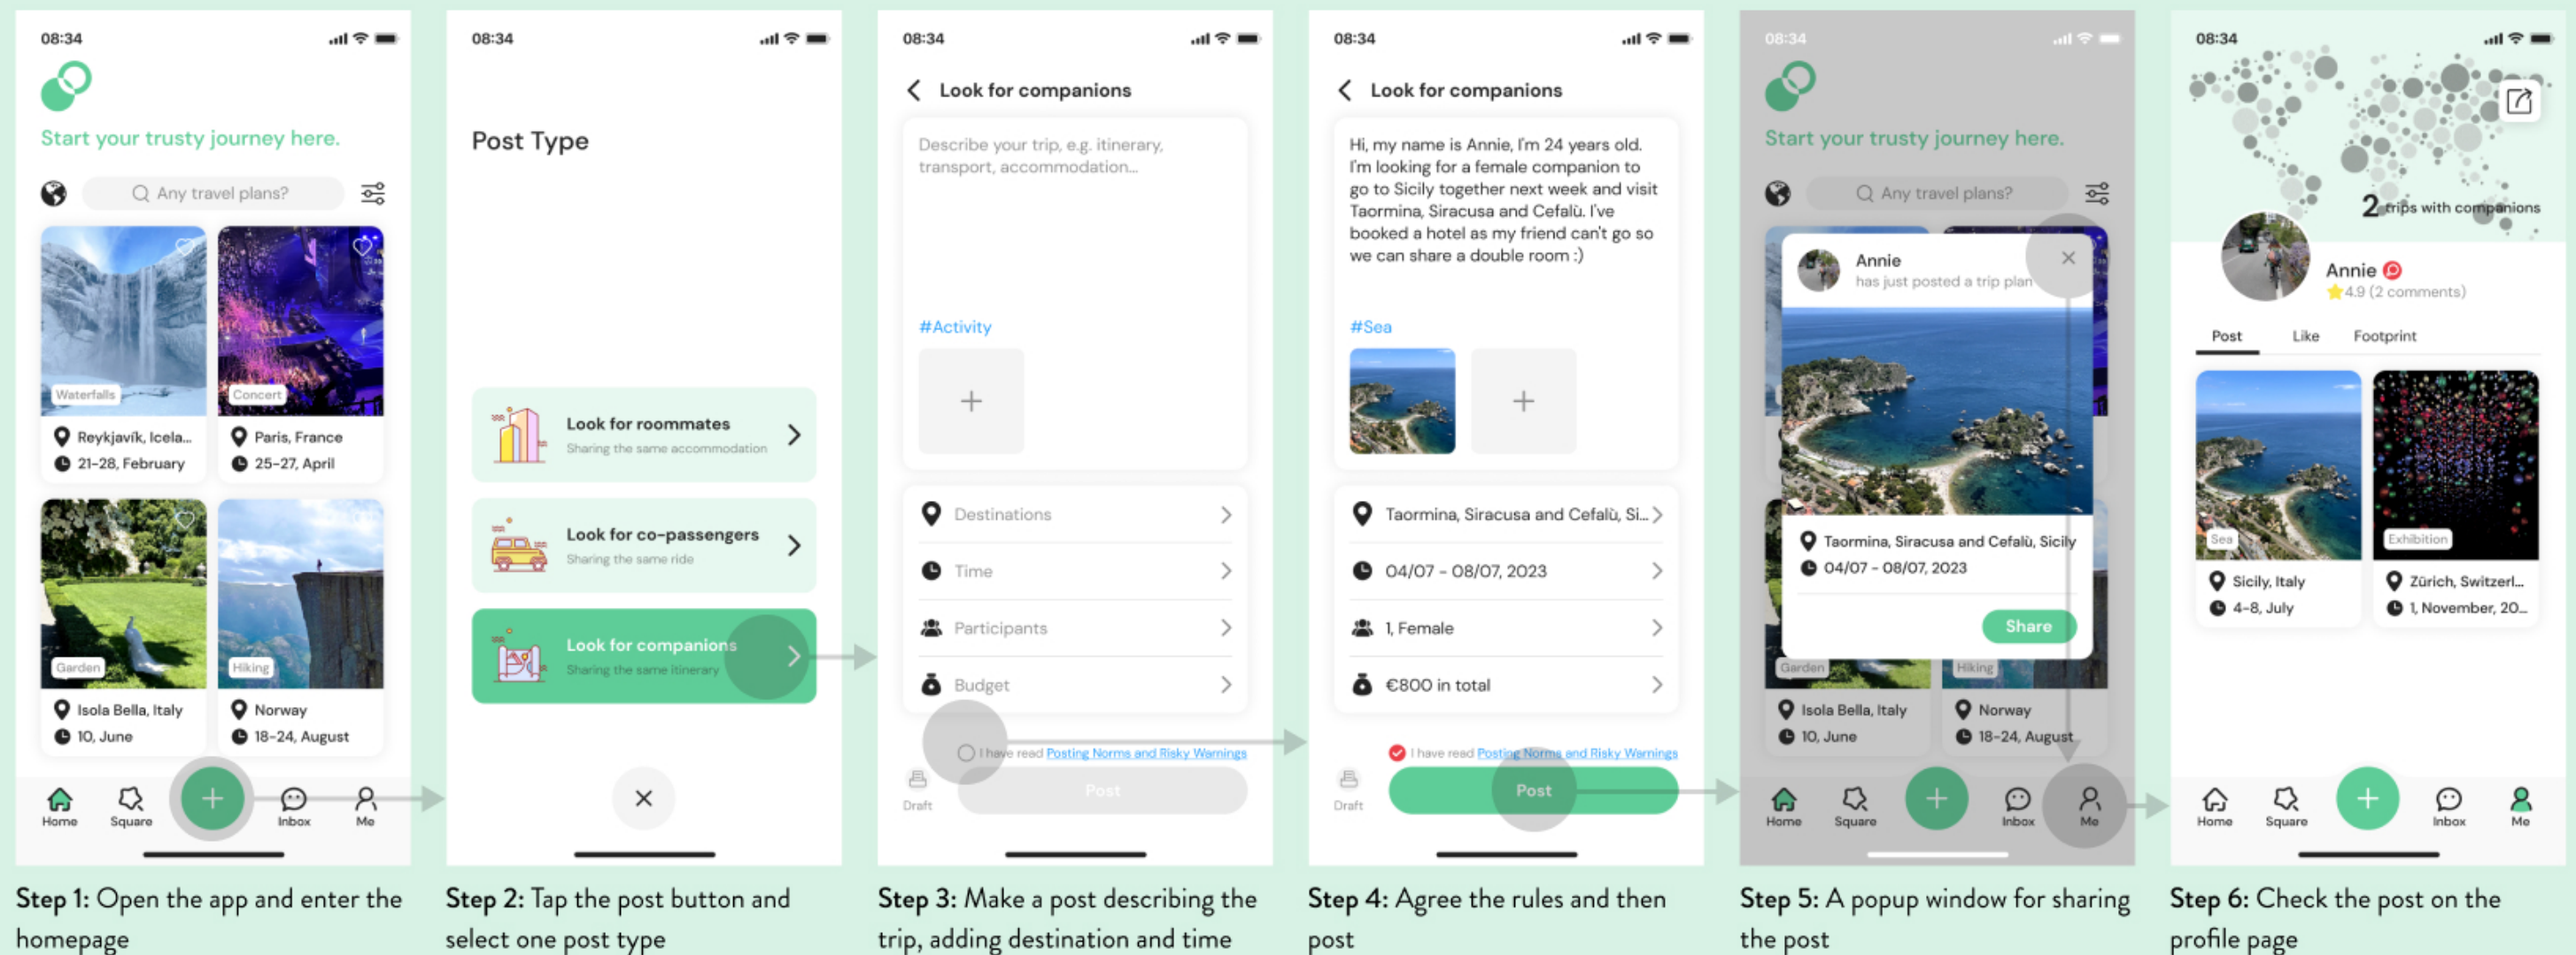 08:34
Start your trusty journey here.
Any travel plans?
Waterfalls
Concert
Reykjavík, Icela...
Paris, France
21-28, February
25-27, April
Garden
Hiking
Isola Bella, Italy
Norway
10, June
18-24, August
Home
Square
Inbox
Me
Step 1: Open the app and enter the
homepage
08:34
Post Type
Look for roommates
Sharing the same accommodation
Look for co-passengers
Sharing the same ride
Look for companions
Sharing the same itinerary
Step 2: Tap the post button and
select one post type
08:34
Look for companions
Describe your trip, e.g. itinerary,
transport, accommodation...
#Activity
Destinations
Time
Participants
Budget
I have read Posting Norms and Risky Warnings
Draft
Post
Step 3: Make a post describing the
trip, adding destination and time
08:34
Look for companions
Hi, my name is Annie, I'm 24 years old.
I'm looking for a female companion to
go to Sicily together next week and visit
Taormina, Siracusa and Cefalù. I've
booked a hotel as my friend can't go so
we can share a double room :)
#Sea
Taormina, Siracusa and Cefalù, Si...
04/07 - 08/07, 2023
1, Female
€800 in total
I have read Posting Norms and Risky Warnings
Draft
Post
Step 4: Agree the rules and then
post
08:34
Start your trusty journey here.
Any travel plans?
Annie
has just posted a trip plan
Taormina, Siracusa and Cefalù, Sicily
04/07 - 08/07, 2023
Share
Garden
Hiking
Isola Bella, Italy
Norway
10, June
18-24, August
Home
Square
Inbox
Me
Step 5: A popup window for sharing
the post
08:34
2 trips with companions
Annie
4.9 (2 comments)
Post
Like
Footprint
Sea
Exhibition
Sicily, Italy
Zürich, Switzerl...
4-8, July
1, November, 20...
Home
Square
Inbox
Me
Step 6: Check the post on the
profile page